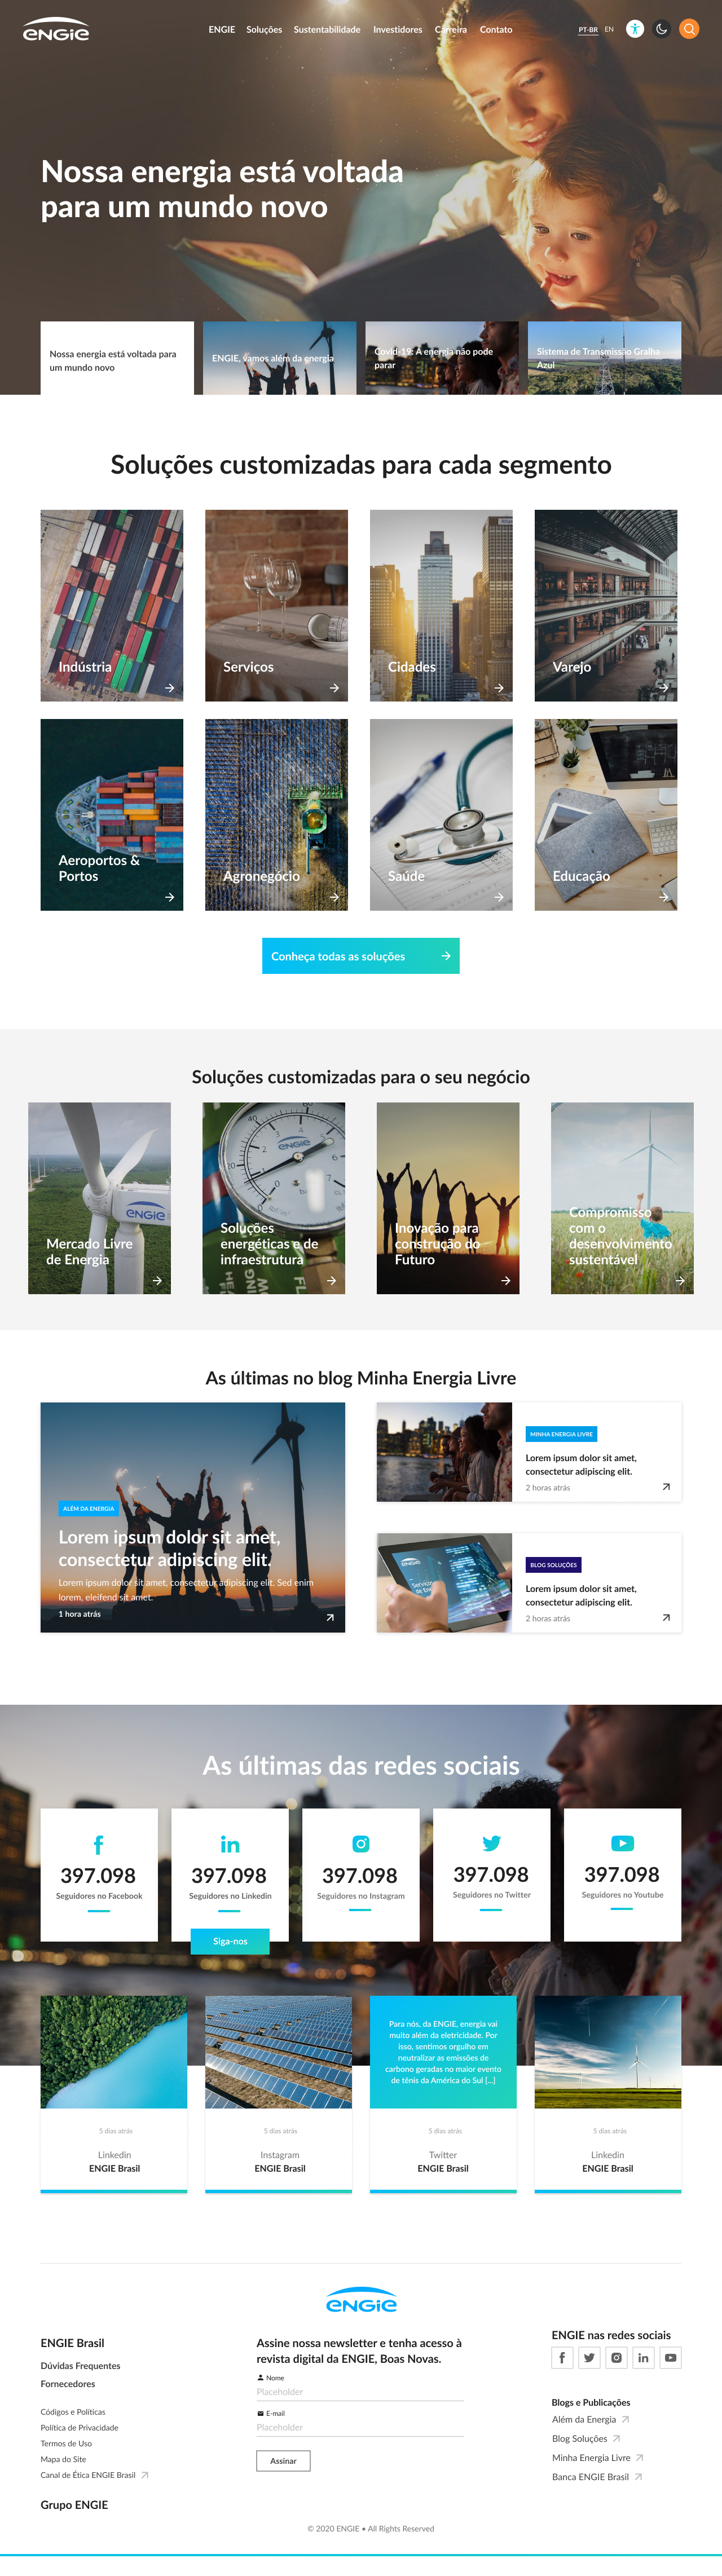 ENGIE
ENGIE Soluções Sustentabilidade Investidores Carreira Contato
PT-BR EN
Nossa energia está voltada
para um mundo novo
Nossa energia está voltada para
um mundo novo
ENGIE, vamos além da energia
Covid-19: A energia não pode
parar
Sistema de Transmissão Gralha
Azul
Soluções customizadas para cada segmento
Indústria
Serviços
Cidades
Varejo
Aeroportos &
Portos
Agronegócio
Saúde
Educação
Conheça todas as soluções
Soluções customizadas para o seu negócio
ENGIE
Mercado Livre
de Energia
ENGIE
Soluções
energéticas e de
infraestrutura
Inovação para
construção do
Futuro
Compromisso
com o
desenvolvimento
sustentável
As últimas no blog Minha Energia Livre
ALÉM DA ENERGIA
Lorem ipsum dolor sit amet,
consectetur adipiscing elit.
Lorem ipsum dolor sit amet, consectetur adipiscing elit. Sed enim
lorem, eleifend sit amet.
1 hora atrás
MINHA ENERGIA LIVRE
Lorem ipsum dolor sit amet,
consectetur adipiscing elit.
2 horas atrás
BLOG SOLUÇÕES
Lorem ipsum dolor sit amet,
consectetur adipiscing elit.
2 horas atrás
As últimas das redes sociais
397.098
Seguidores no Facebook
397.098
Seguidores no Linkedin
Siga-nos
397.098
Seguidores no Instagram
397.098
Seguidores no Twitter
397.098
Seguidores no Youtube
5 dias atrás
Linkedin
ENGIE Brasil
5 dias atrás
Instagram
ENGIE Brasil
Para nós, da ENGIE, energia vai
muito além da eletricidade. Por
isso, sentimos orgulho em
neutralizar as emissões de
carbono geradas no maior evento
de tênis da América do Sul [...]
5 dias atrás
Twitter
ENGIE Brasil
5 dias atrás
Linkedin
ENGIE Brasil
ENGIE
ENGIE Brasil
Dúvidas Frequentes
Fornecedores
Códigos e Políticas
Política de Privacidade
Termos de Uso
Mapa do Site
Canal de Ética ENGIE Brasil
Grupo ENGIE
Assine nossa newsletter e tenha acesso à
revista digital da ENGIE, Boas Novas.
Nome
Placeholder
E-mail
Placeholder
Assinar
ENGIE nas redes sociais
Blogs e Publicações
Além da Energia
Blog Soluções
Minha Energia Livre
Banca ENGIE Brasil
© 2020 ENGIE • All Rights Reserved